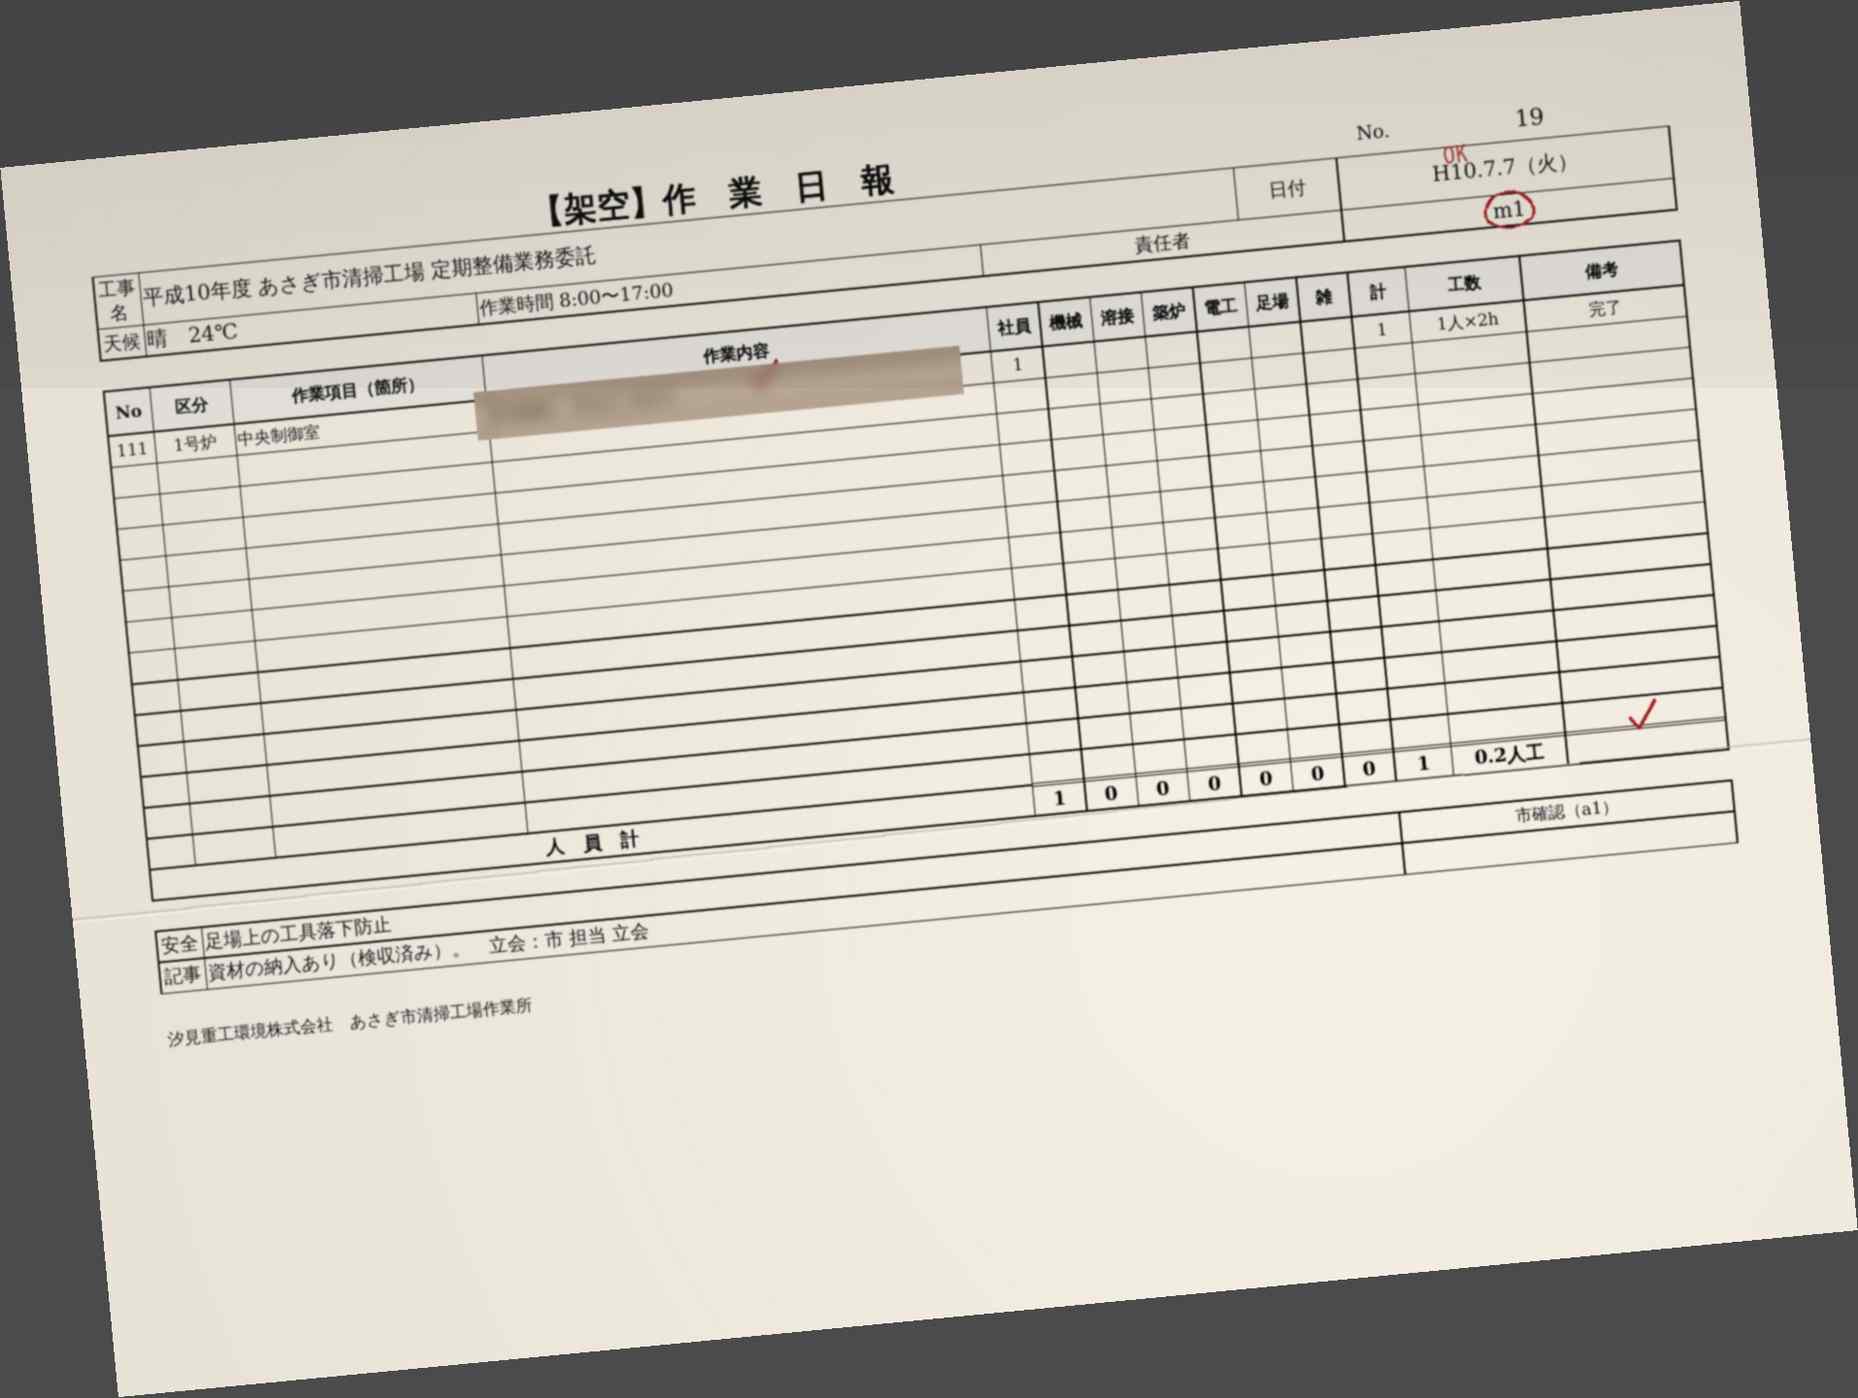 No. 19
【架空】作 業 日 報
OK
日付 H10.7.7（火）
工事名 平成10年度 あさぎ市清掃工場 定期整備業務委託
責任者 m1
天候 晴 24℃ 作業時間 8:00〜17:00
No 区分 作業項目（箇所） 作業内容 社員 機械 溶接 築炉 電工 足場 雑 計 工数 備考
111 1号炉 中央制御室 1 1 1人×2h 完了
人 員 計 1 0 0 0 0 0 0 1 0.2人工
市確認（a1）
安全 足場上の工具落下防止
記事 資材の納入あり（検収済み）。 立会：市 担当 立会
汐見重工環境株式会社 あさぎ市清掃工場作業所